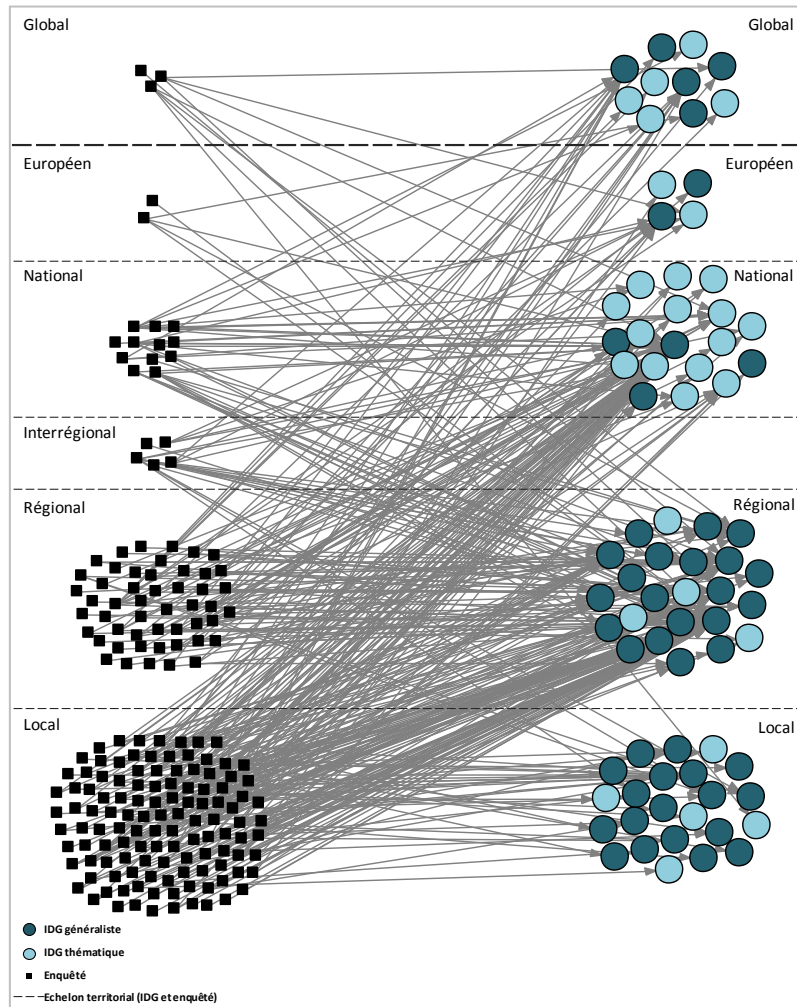 Global Global
Européen Européen
National National
Interrégional
Régional Régional
Local Local
IDG généraliste
IDG thématique
Enquêté
Echelon territorial (IDG et enquêté)